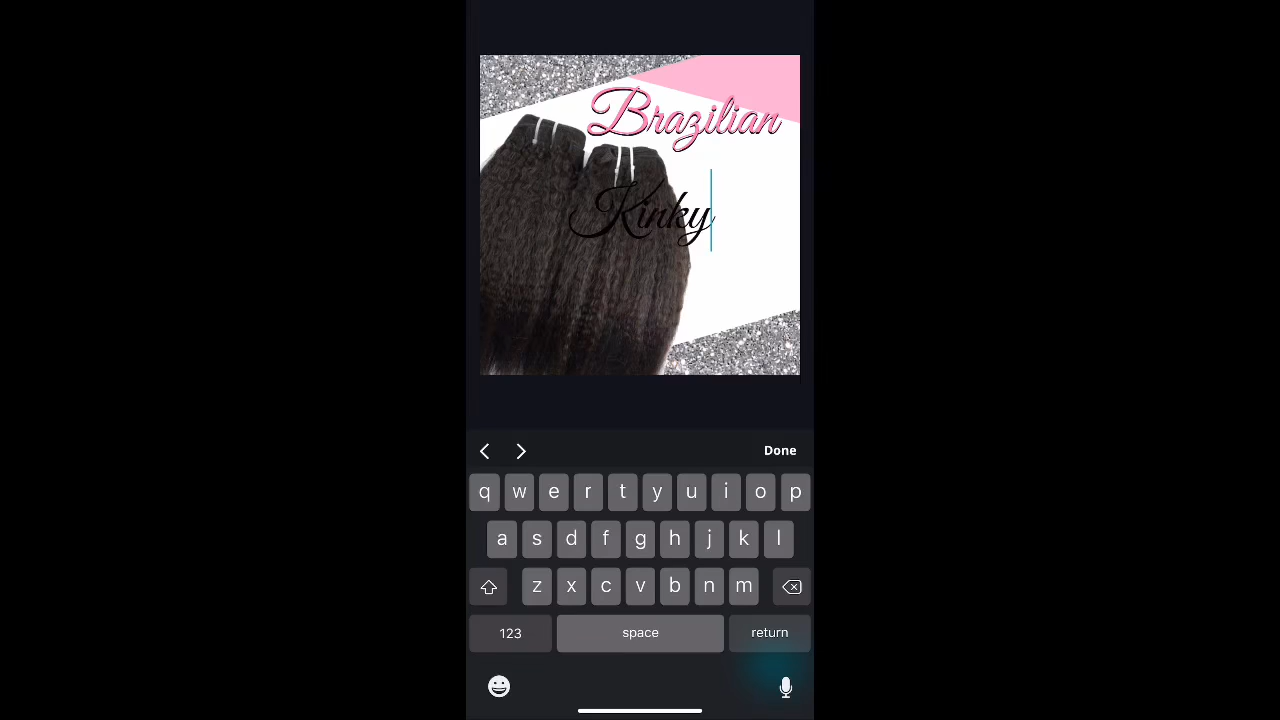 Brazilian
Kinky
Done
q w e r t y u i o p
a s d f g h j k l
z x c v b n m
123 space return